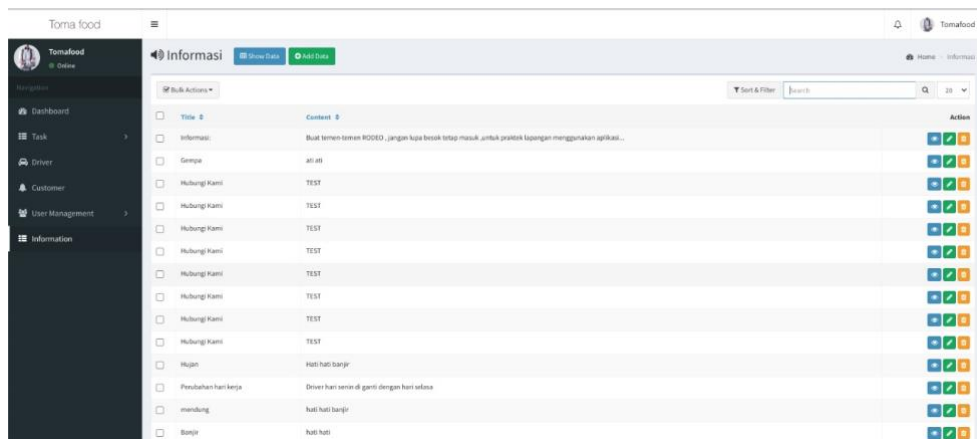 Toma food
Tomafood
Tomafood
Online
Informasi
Show Data
Add Data
Home
Informasi
Navigation
Dashboard
Task
Driver
Customer
User Management
Information
Bulk Actions
Sort & Filter
Search
20
Title Content Action
Informasi: Buat temen-temen RODEO , jangan lupa besok tetap masuk ,untuk praktek lapangan menggunakan aplikasi...
Gempa ati ati
Hubungi Kami TEST
Hubungi Kami TEST
Hubungi Kami TEST
Hubungi Kami TEST
Hubungi Kami TEST
Hubungi Kami TEST
Hubungi Kami TEST
Hubungi Kami TEST
Hujan Hati hati banjir
Perubahan hari kerja Driver hari senin di ganti dengan hari selasa
mendung hati hati banjir
Banjir hati hati